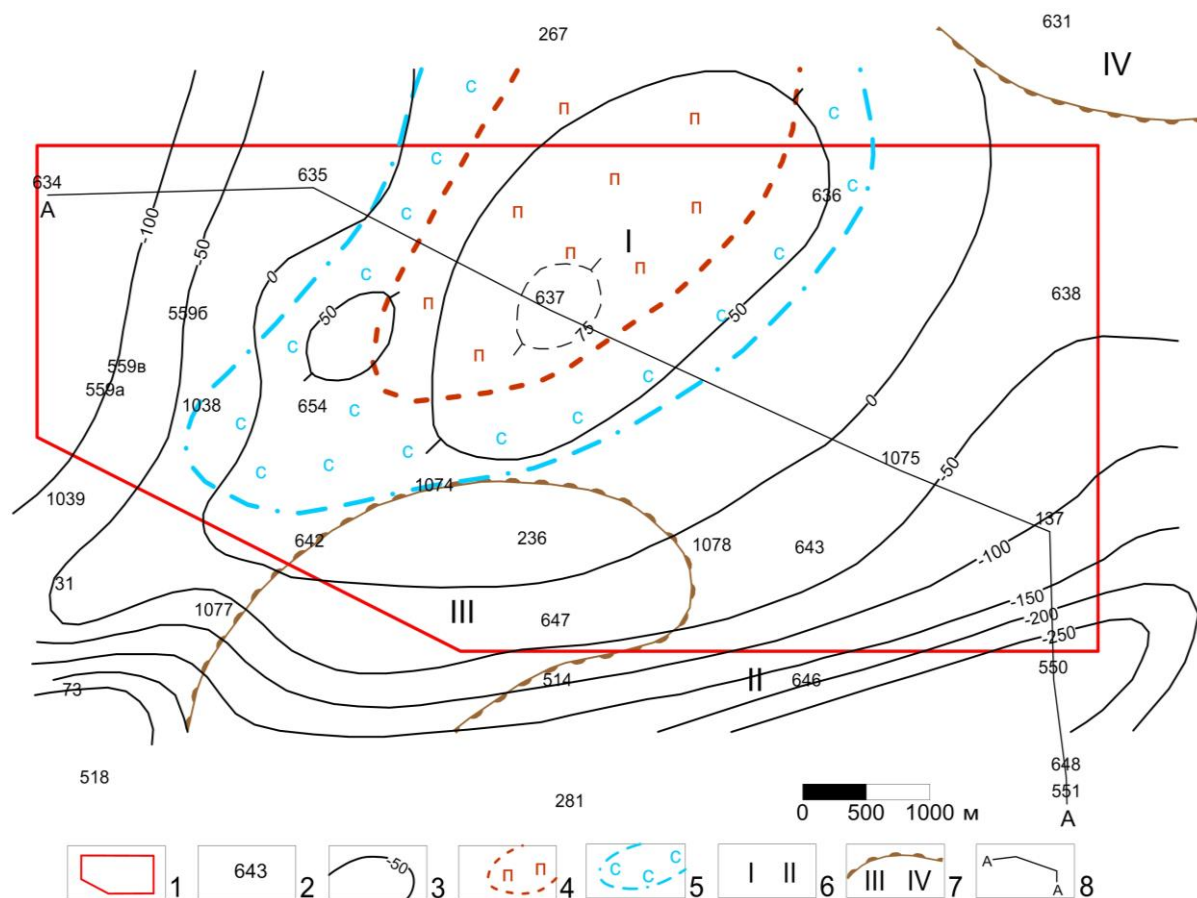 267
631
IV
С
П
П
С
С
634
А
635
-100
-50
П
П
П
С
636
С
I
0
С
П
П
С
559б
-50
637
75
П
С
С
-50
638
559в
559а
П
С
1038
654
С
С
0
С
С
С
С
С
1075
-50
1039
1074
137
642
236
1078
643
-100
31
1077
III
647
-150
-200
-250
73
514
II
646
550
518
281
648
551
А
0 500 1000 м
1
643
2
-50
3
П П
4
С С С
5
I II
6
III IV
7
А А
8